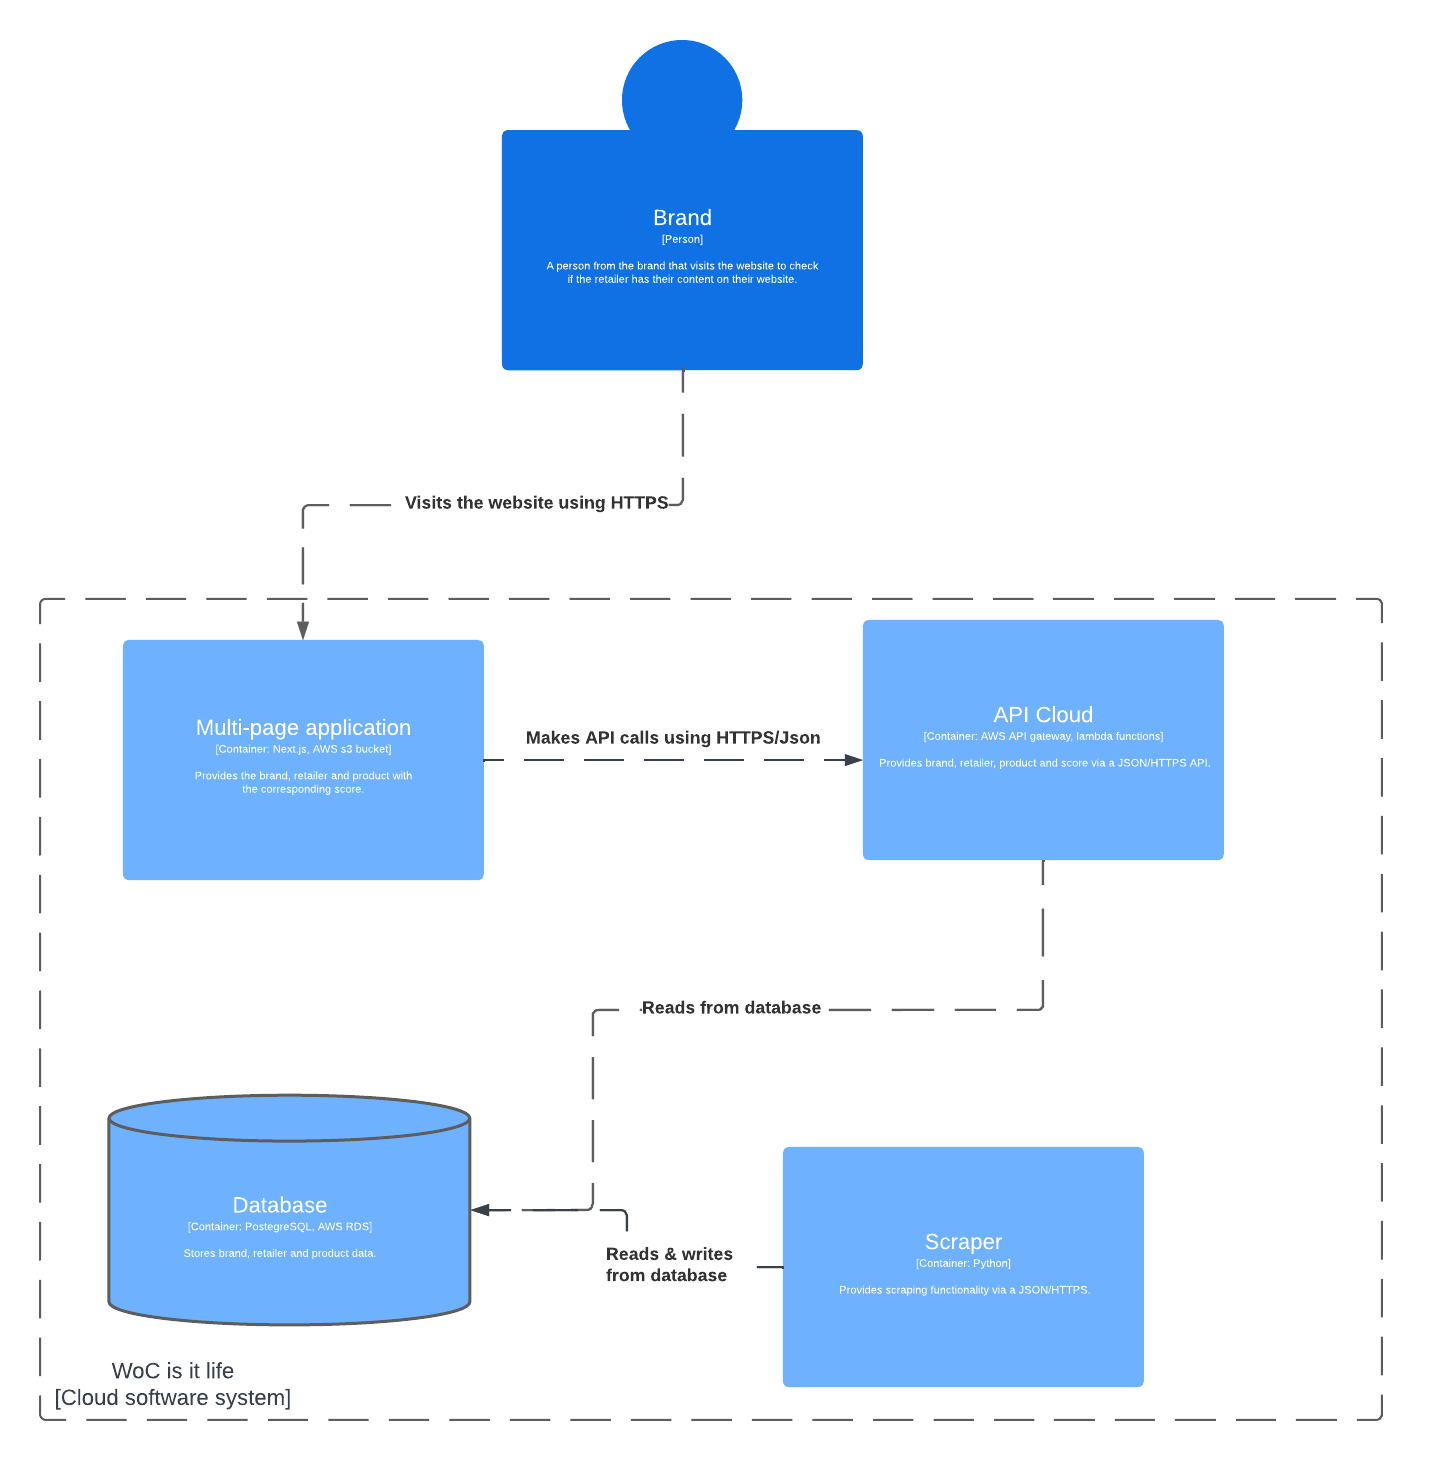 Brand
[Person]
A person from the brand that visits the website to check
if the retailer has their content on their website.
Visits the website using HTTPS
Multi-page application
[Container: Next.js, AWS s3 bucket]
Provides the brand, retailer and product with
the corresponding score.
Makes API calls using HTTPS/Json
API Cloud
[Container: AWS API gateway, lambda functions]
Provides brand, retailer, product and score via a JSON/HTTPS API.
Reads from database
Database
[Container: PostegreSQL, AWS RDS]
Stores brand, retailer and product data.
Reads & writes
from database
Scraper
[Container: Python]
Provides scraping functionality via a JSON/HTTPS.
WoC is it life
[Cloud software system]